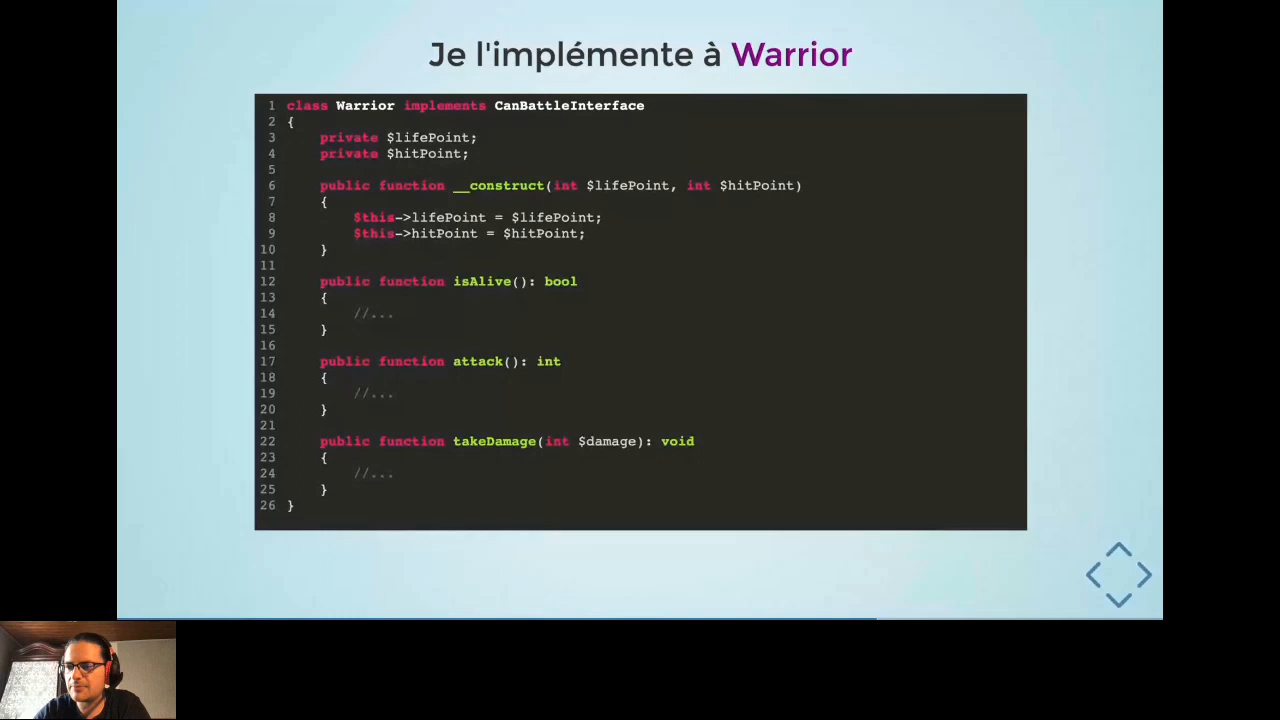 Je l'implémente à Warrior
1 class Warrior implements CanBattleInterface
2 {
3 private $lifePoint;
4 private $hitPoint;
5
6 public function __construct(int $lifePoint, int $hitPoint)
7 {
8 $this->lifePoint = $lifePoint;
9 $this->hitPoint = $hitPoint;
10 }
11
12 public function isAlive(): bool
13 {
14 //...
15 }
16
17 public function attack(): int
18 {
19 //...
20 }
21
22 public function takeDamage(int $damage): void
23 {
24 //...
25 }
26 }